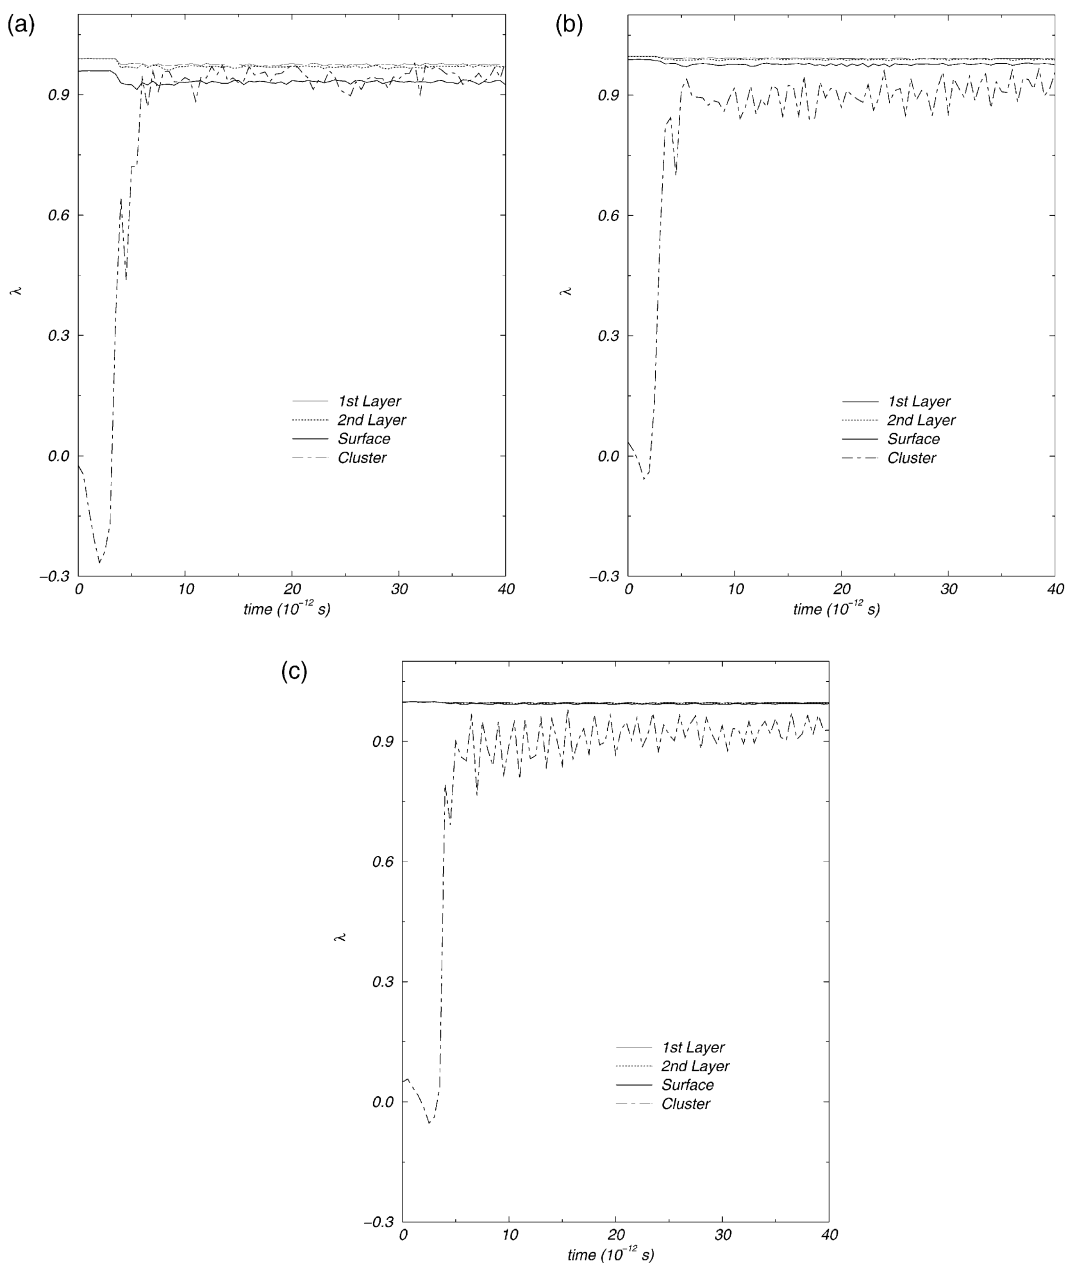 (a)
0.9
0.6
0.3
0.0
−0.3
λ
1st Layer
2nd Layer
Surface
Cluster
0 10 20 30 40
time (10⁻¹² s)
(b)
0.9
0.6
0.3
0.0
−0.3
λ
1st Layer
2nd Layer
Surface
Cluster
0 10 20 30 40
time (10⁻¹² s)
(c)
0.9
0.6
0.3
0.0
−0.3
λ
1st Layer
2nd Layer
Surface
Cluster
0 10 20 30 40
time (10⁻¹² s)